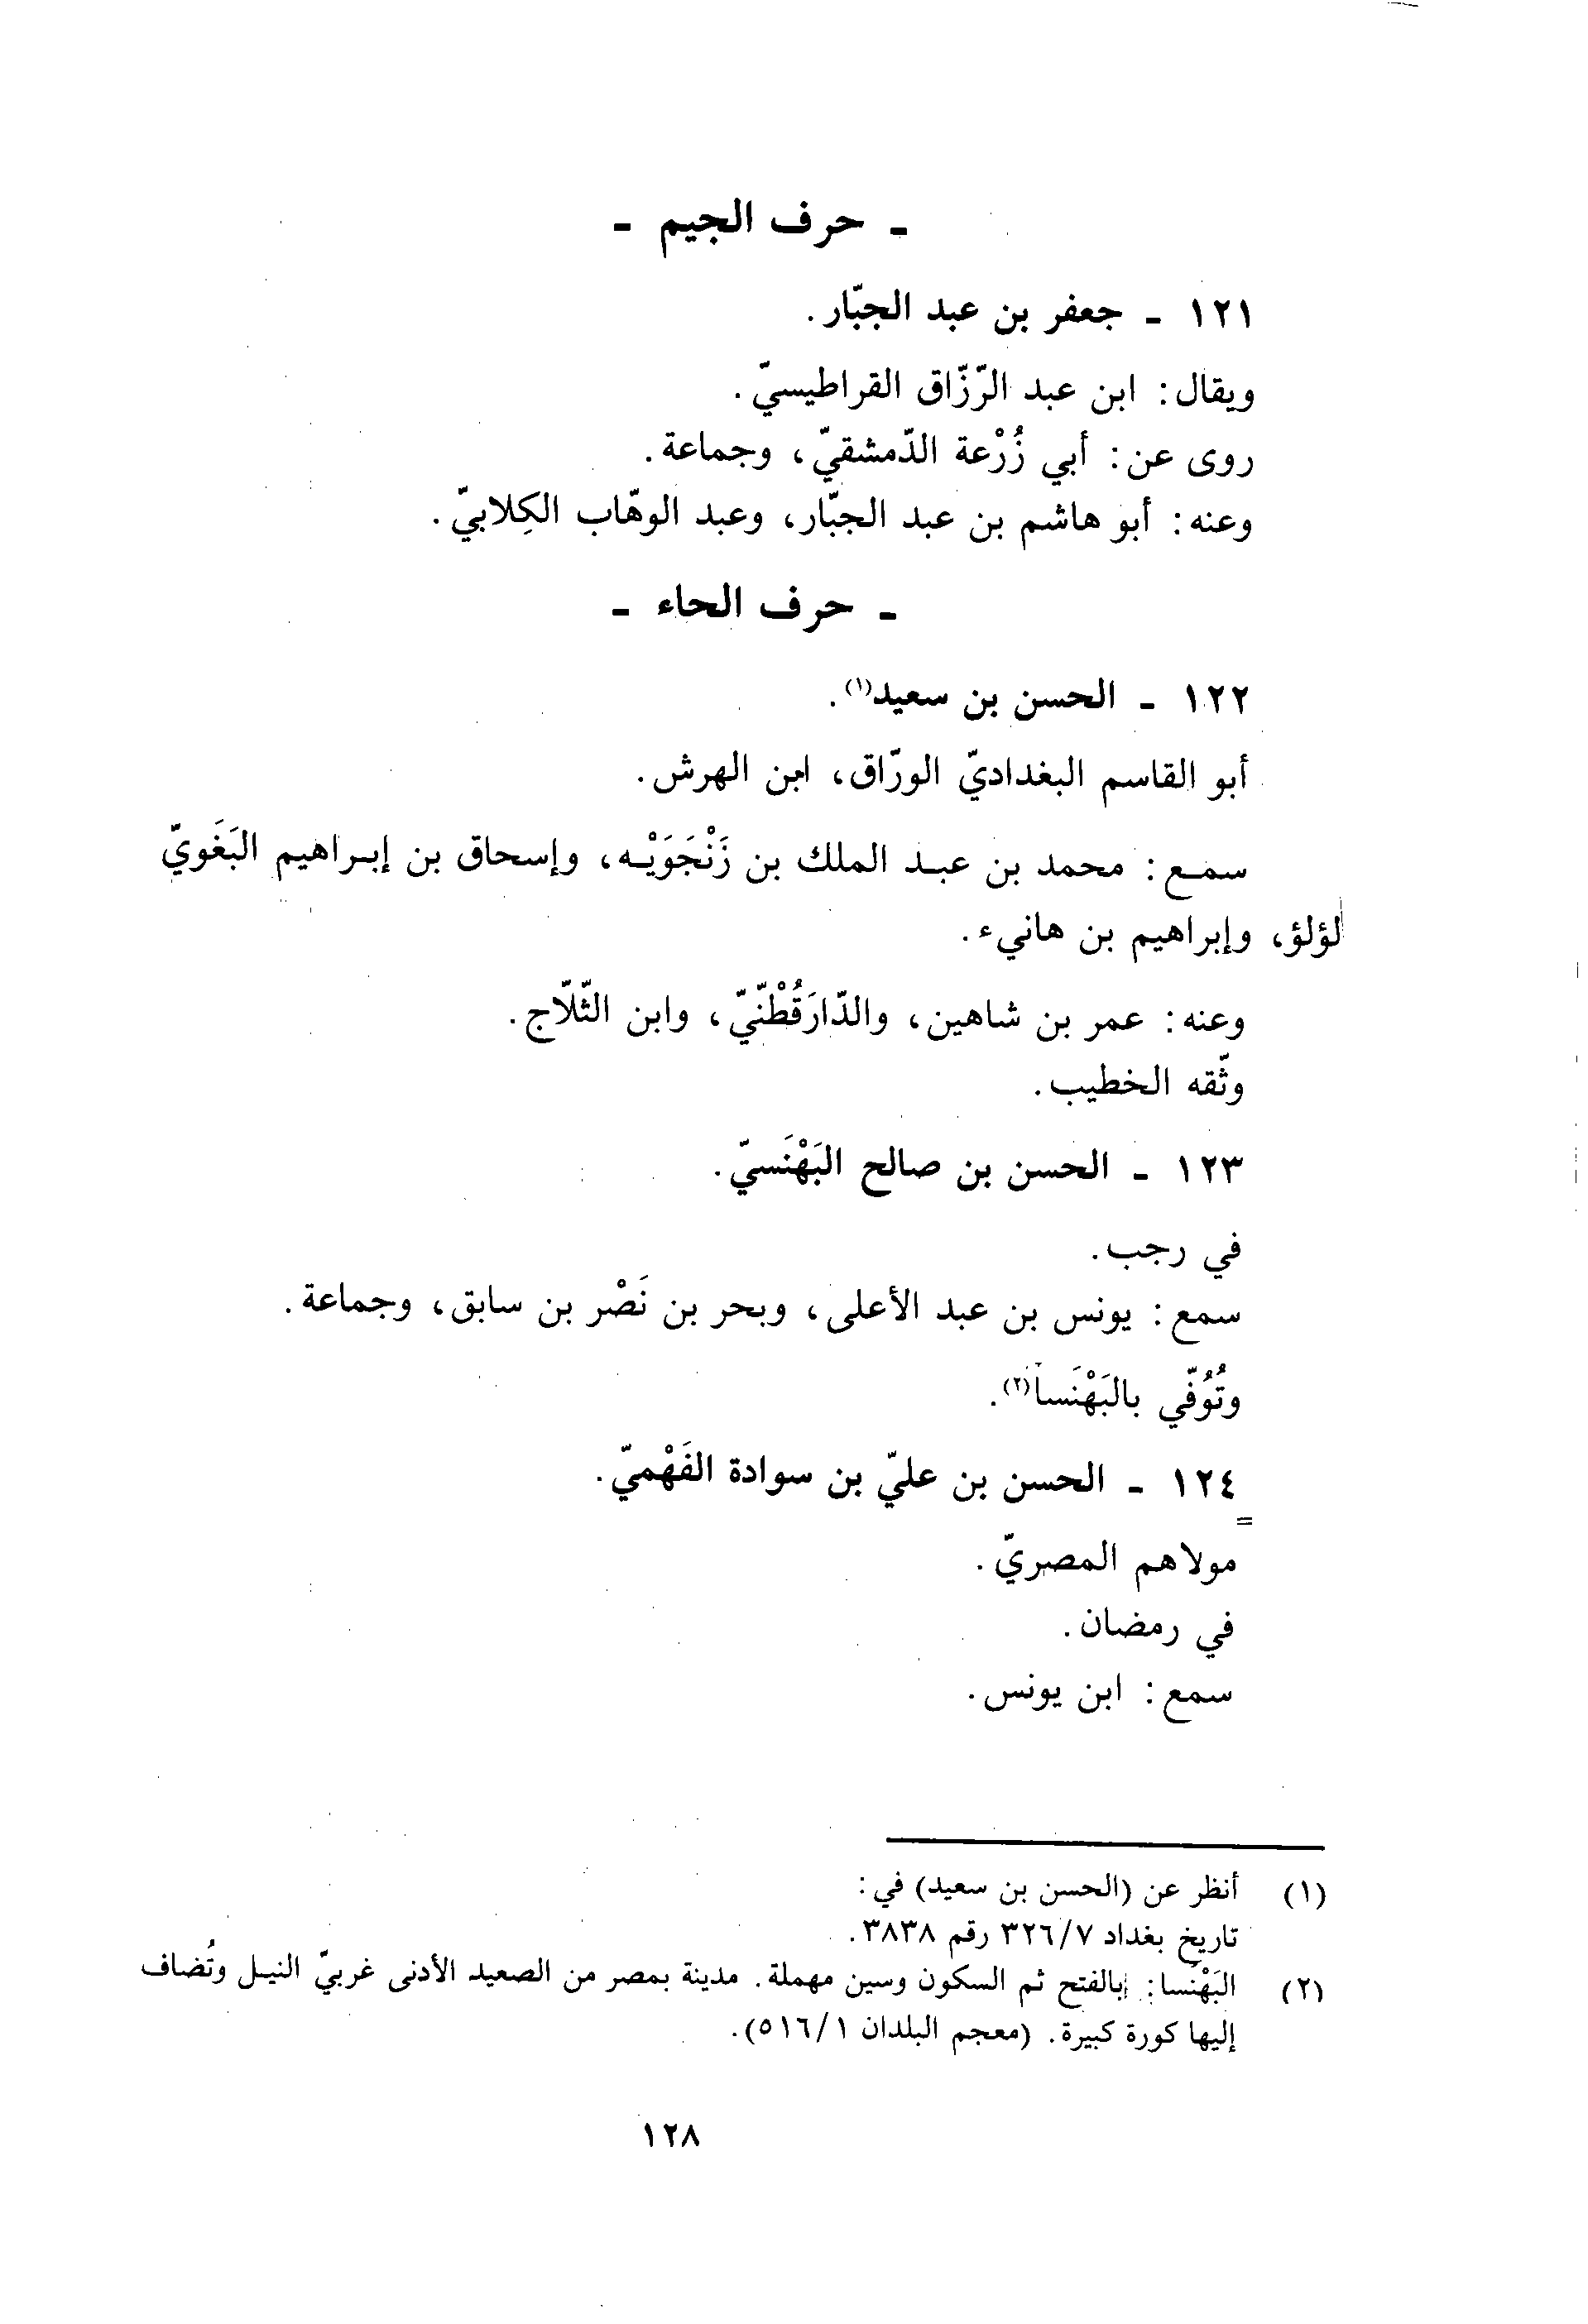 - حرف الجيم -
١٢١ - جعفر بن عبد الجبّار.
ويقال: ابن عبد الرّزّاق القراطيسيّ.
روى عن: أبي زُرْعة الدّمشقيّ، وجماعة.
وعنه: أبو هاشم بن عبد الجبّار، وعبد الوهّاب الكِلابيّ.
- حرف الحاء -
١٢٢ - الحسن بن سعيد(١).
أبو القاسم البغداديّ الورّاق، ابن الهرش.
سمـع: محمد بن عبـد الملك بن زَنْجَوَيْـه، وإسحاق بن إبـراهيم البَغَويّ
لؤلؤ، وإبراهيم بن هانيء.
وعنه: عمر بن شاهين، والدّارَقُطْنّيّ، وابن الثّلّاج.
وثّقه الخطيب.
١٢٣ - الحسن بن صالح البَهْنَسيّ.
في رجب.
سمع: يونس بن عبد الأعلى، وبحر بن نَصْر بن سابق، وجماعة.
وتُوُفّي بالبَهْنَسا(٢).
١٢٤ - الحسن بن عليّ بن سوادة الفَهْميّ.
=
مولاهم المصريّ.
في رمضان.
سمع: ابن يونس.
(١) أنظر عن (الحسن بن سعيد) في:
تاريخ بغداد ٣٢٦/٧ رقم ٣٨٣٨.
(٢) البَهْنَسا: بالفتح ثم السكون وسين مهملة. مدينة بمصر من الصعيد الأدنى غربيّ النيـل وتُضاف
إليها كورة كبيرة. (معجم البلدان ٥١٦/١).
١٢٨